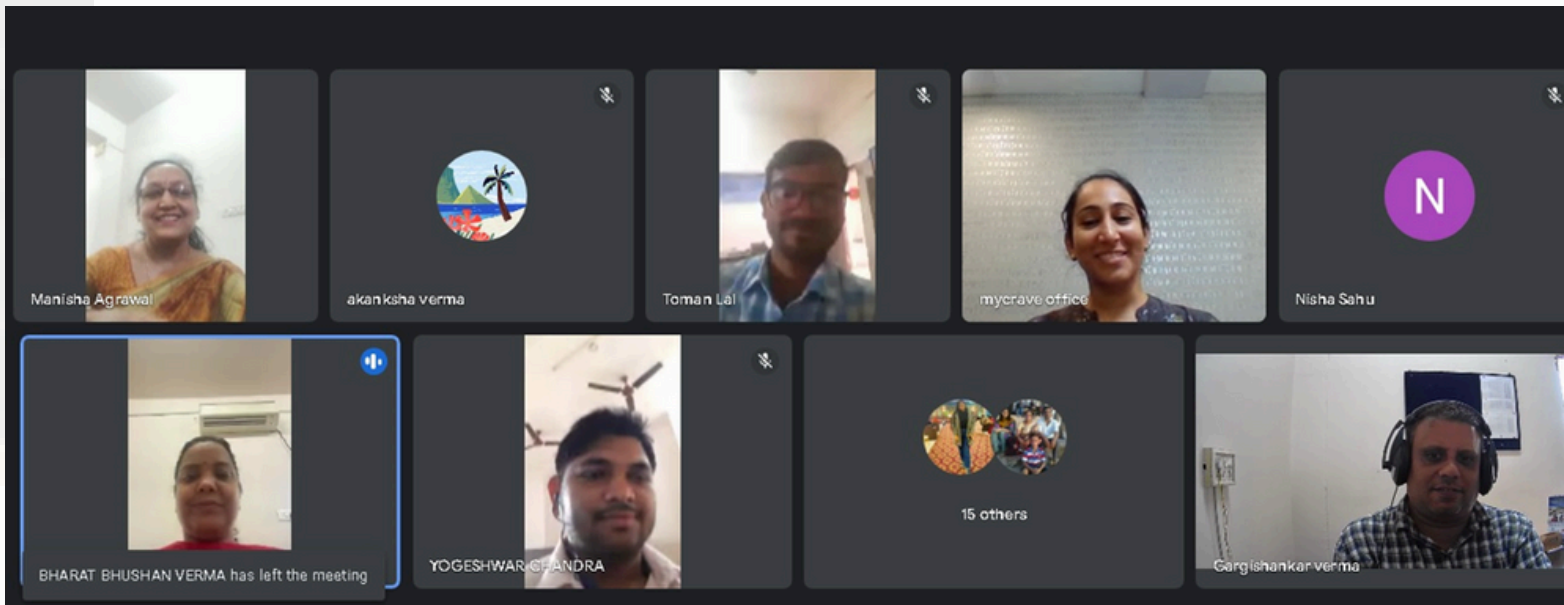 Manisha Agrawal
akanksha verma
Toman Lal
mycrave office
N
Nisha Sahu
BHARAT BHUSHAN VERMA has left the meeting
YOGESHWAR CHANDRA
15 others
Gargishankar verma